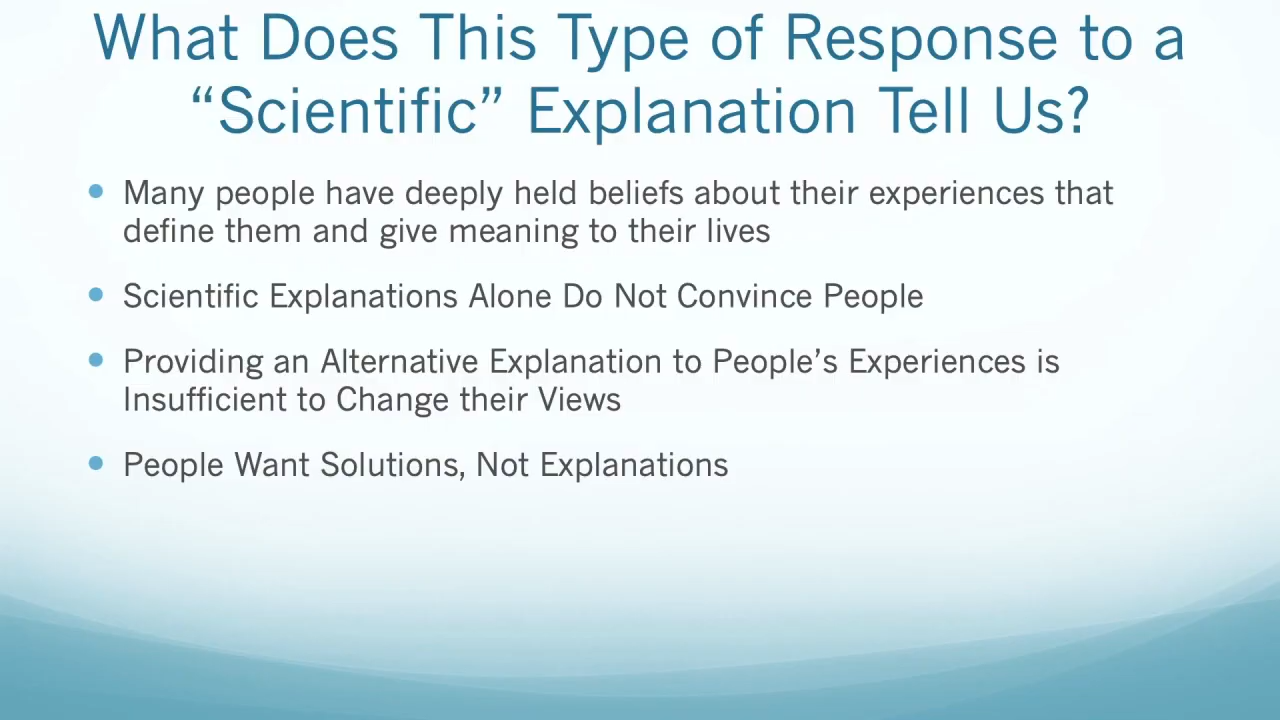 What Does This Type of Response to a
“Scientific” Explanation Tell Us?
• Many people have deeply held beliefs about their experiences that
define them and give meaning to their lives
• Scientific Explanations Alone Do Not Convince People
• Providing an Alternative Explanation to People’s Experiences is
Insufficient to Change their Views
• People Want Solutions, Not Explanations